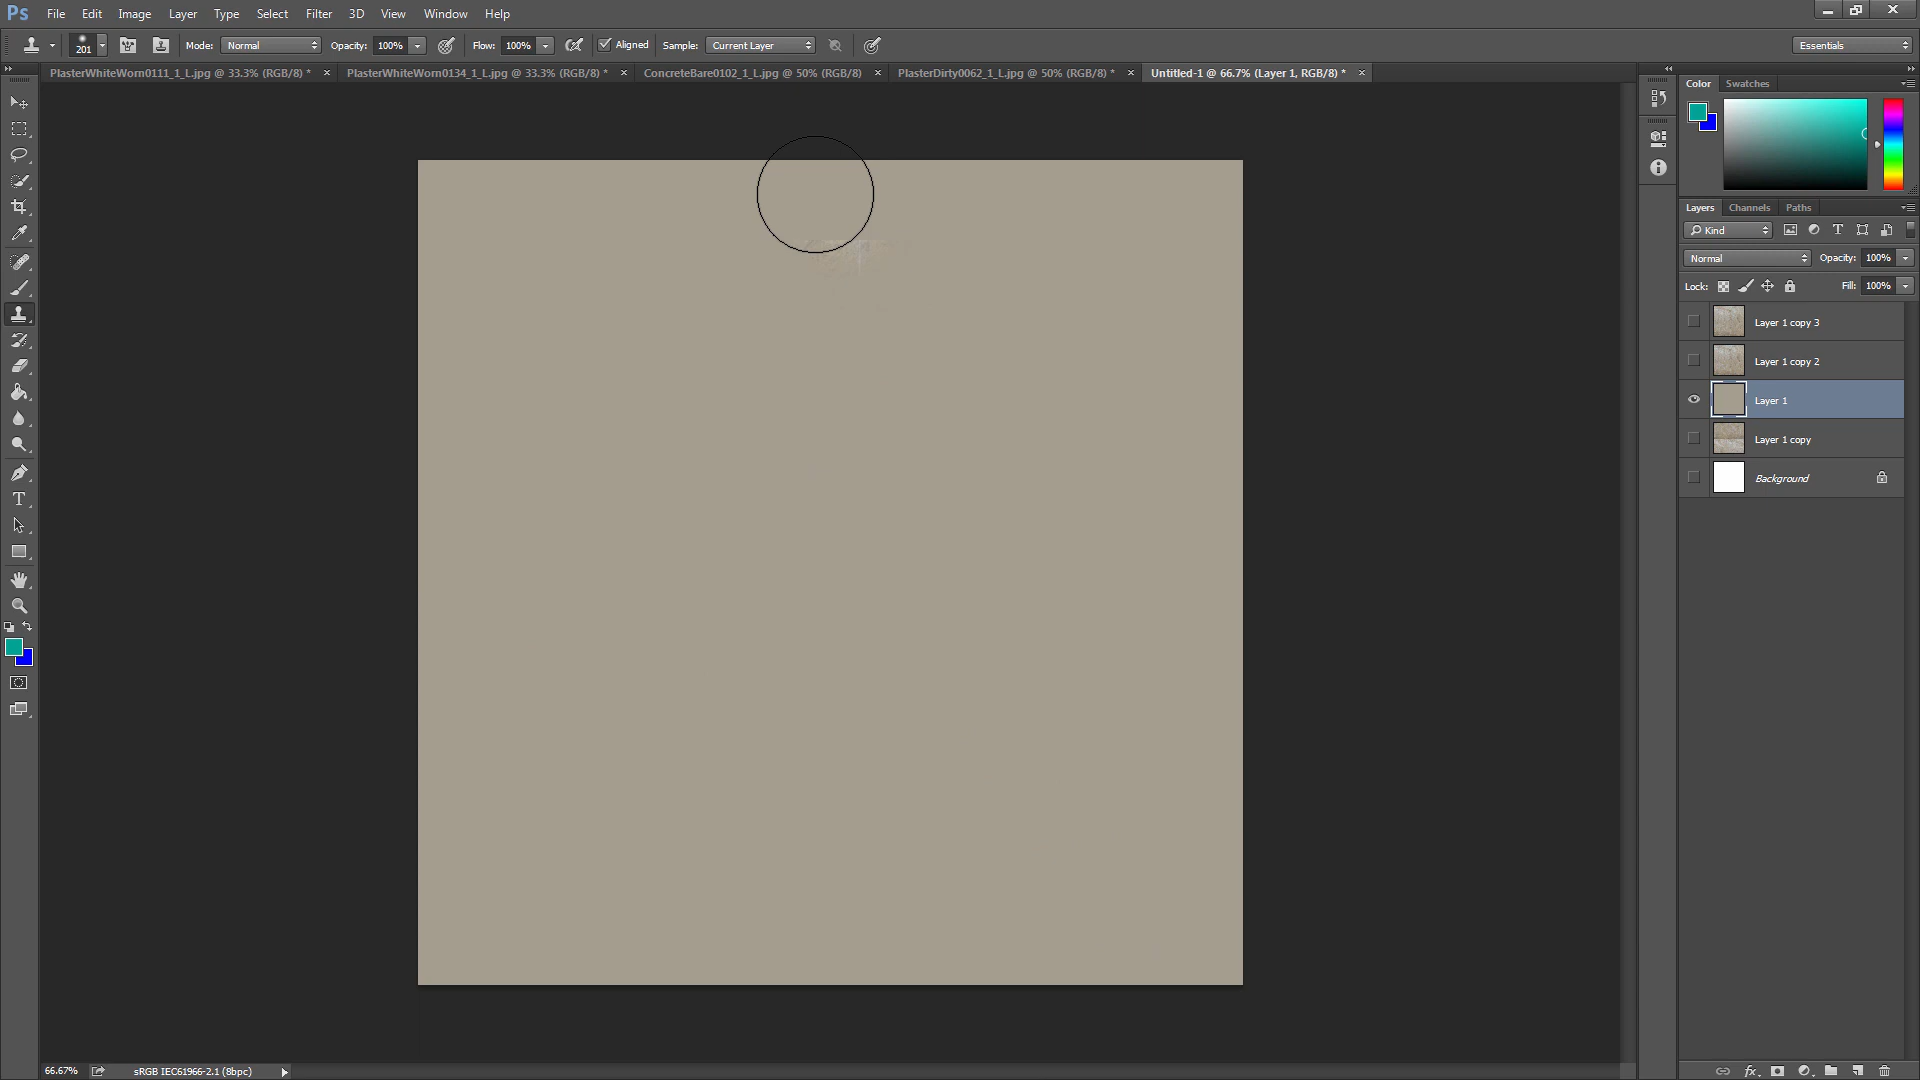 Ps File Edit Image Layer Type Select Filter 3D View Window Help
201 Mode: Normal Opacity: 100% Flow: 100% Aligned Sample: Current Layer Essentials
PlasterWhiteWorn0111_1_L.jpg @ 33.3% (RGB/8) * × PlasterWhiteWorn0134_1_L.jpg @ 33.3% (RGB/8) * × ConcreteBare0102_1_L.jpg @ 50% (RGB/8) × PlasterDirty0062_1_L.jpg @ 50% (RGB/8) * × Untitled-1 @ 66.7% (Layer 1, RGB/8) * ×
Color Swatches
Layers Channels Paths
Kind T
Normal Opacity: 100%
Lock: Fill: 100%
Layer 1 copy 3
Layer 1 copy 2
Layer 1
Layer 1 copy
Background
T
66.67% sRGB IEC61966-2.1 (8bpc)
fx